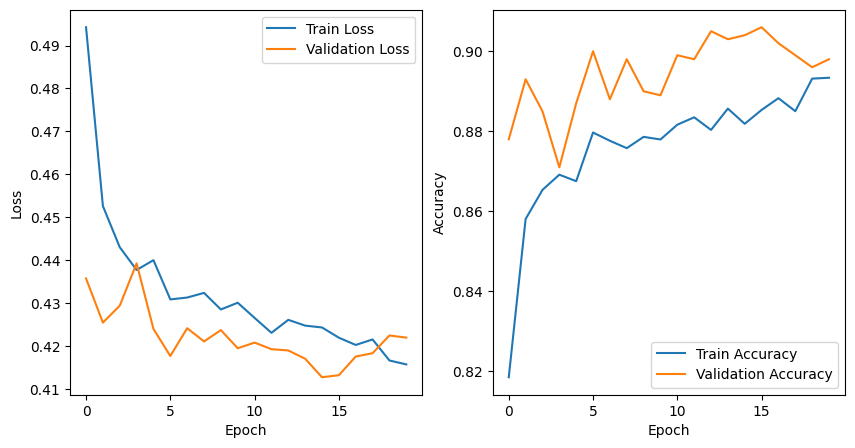 0.49
0.48
0.47
0.46
0.45
0.44
0.43
0.42
0.41
Loss
0
5
10
15
Epoch
Train Loss
Validation Loss
0.90
0.88
0.86
0.84
0.82
Accuracy
0
5
10
15
Epoch
Train Accuracy
Validation Accuracy